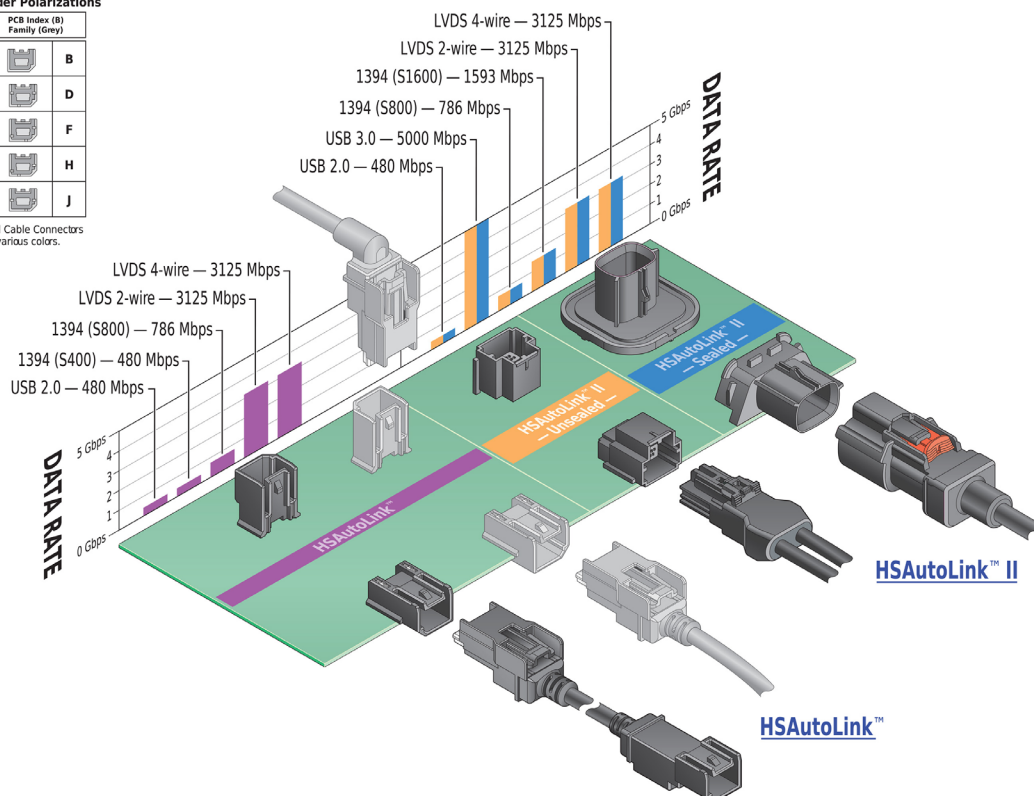 der Polarizations
PCB Index (B)
Family (Grey)
B
D
F
H
J
Cable Connectors
various colors.
LVDS 4-wire — 3125 Mbps
LVDS 2-wire — 3125 Mbps
1394 (S1600) — 1593 Mbps
1394 (S800) — 786 Mbps
USB 3.0 — 5000 Mbps
USB 2.0 — 480 Mbps
5 Gbps
4
3
2
1
0 Gbps
DATA RATE
LVDS 4-wire — 3125 Mbps
LVDS 2-wire — 3125 Mbps
1394 (S800) — 786 Mbps
1394 (S400) — 480 Mbps
USB 2.0 — 480 Mbps
5 Gbps
4
3
2
1
0 Gbps
DATA RATE
HSAutoLink™ II
— Sealed —
HSAutoLink™ II
— Unsealed —
HSAutoLink™
HSAutoLink™ II
HSAutoLink™